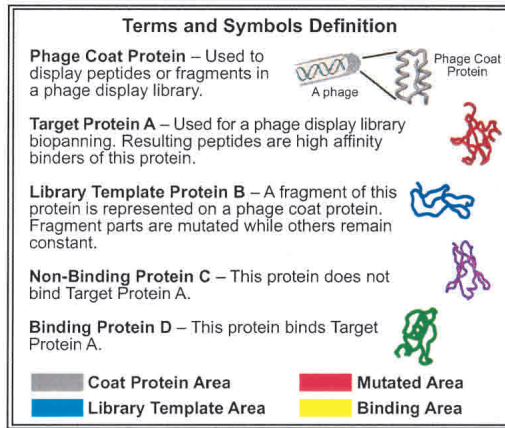 Terms and Symbols Definition
Phage Coat Protein – Used to
display peptides or fragments in
a phage display library.
A phage
Phage Coat
Protein
Target Protein A – Used for a phage display library
biopanning. Resulting peptides are high affinity
binders of this protein.
Library Template Protein B – A fragment of this
protein is represented on a phage coat protein.
Fragment parts are mutated while others remain
constant.
Non-Binding Protein C – This protein does not
bind Target Protein A.
Binding Protein D – This protein binds Target
Protein A.
Coat Protein Area
Mutated Area
Library Template Area
Binding Area